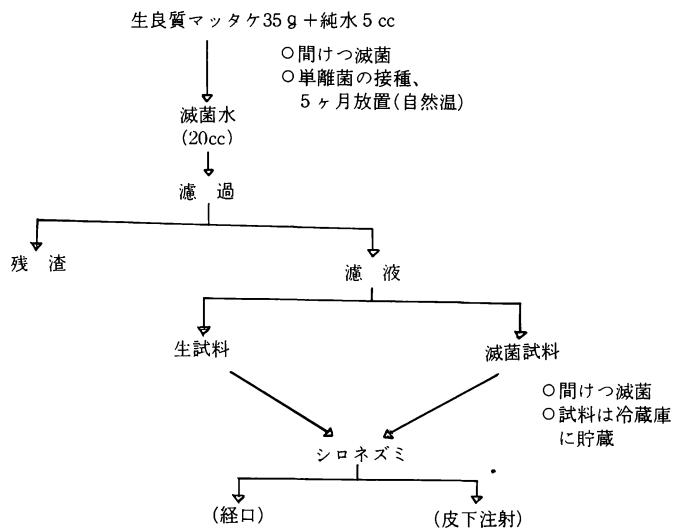 生良質マッタケ35g+純水5cc
○間けつ滅菌
○単離菌の接種、
5ヶ月放置(自然温)
滅菌水
(20cc)
濾 過
残 渣
濾 液
生試料
滅菌試料
○間けつ滅菌
○試料は冷蔵庫
に貯蔵
シロネズミ
(経口)
(皮下注射)